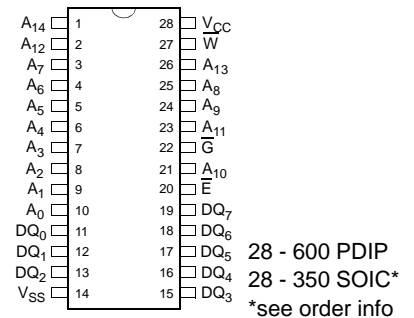 A14 1 28 VCC
A12 2 27 W̅
A7 3 26 A13
A6 4 25 A8
A5 5 24 A9
A4 6 23 A11
A3 7 22 G̅
A2 8 21 A10
A1 9 20 E̅
A0 10 19 DQ7
DQ0 11 18 DQ6
DQ1 12 17 DQ5 28 - 600 PDIP
DQ2 13 16 DQ4 28 - 350 SOIC*
VSS 14 15 DQ3 *see order info